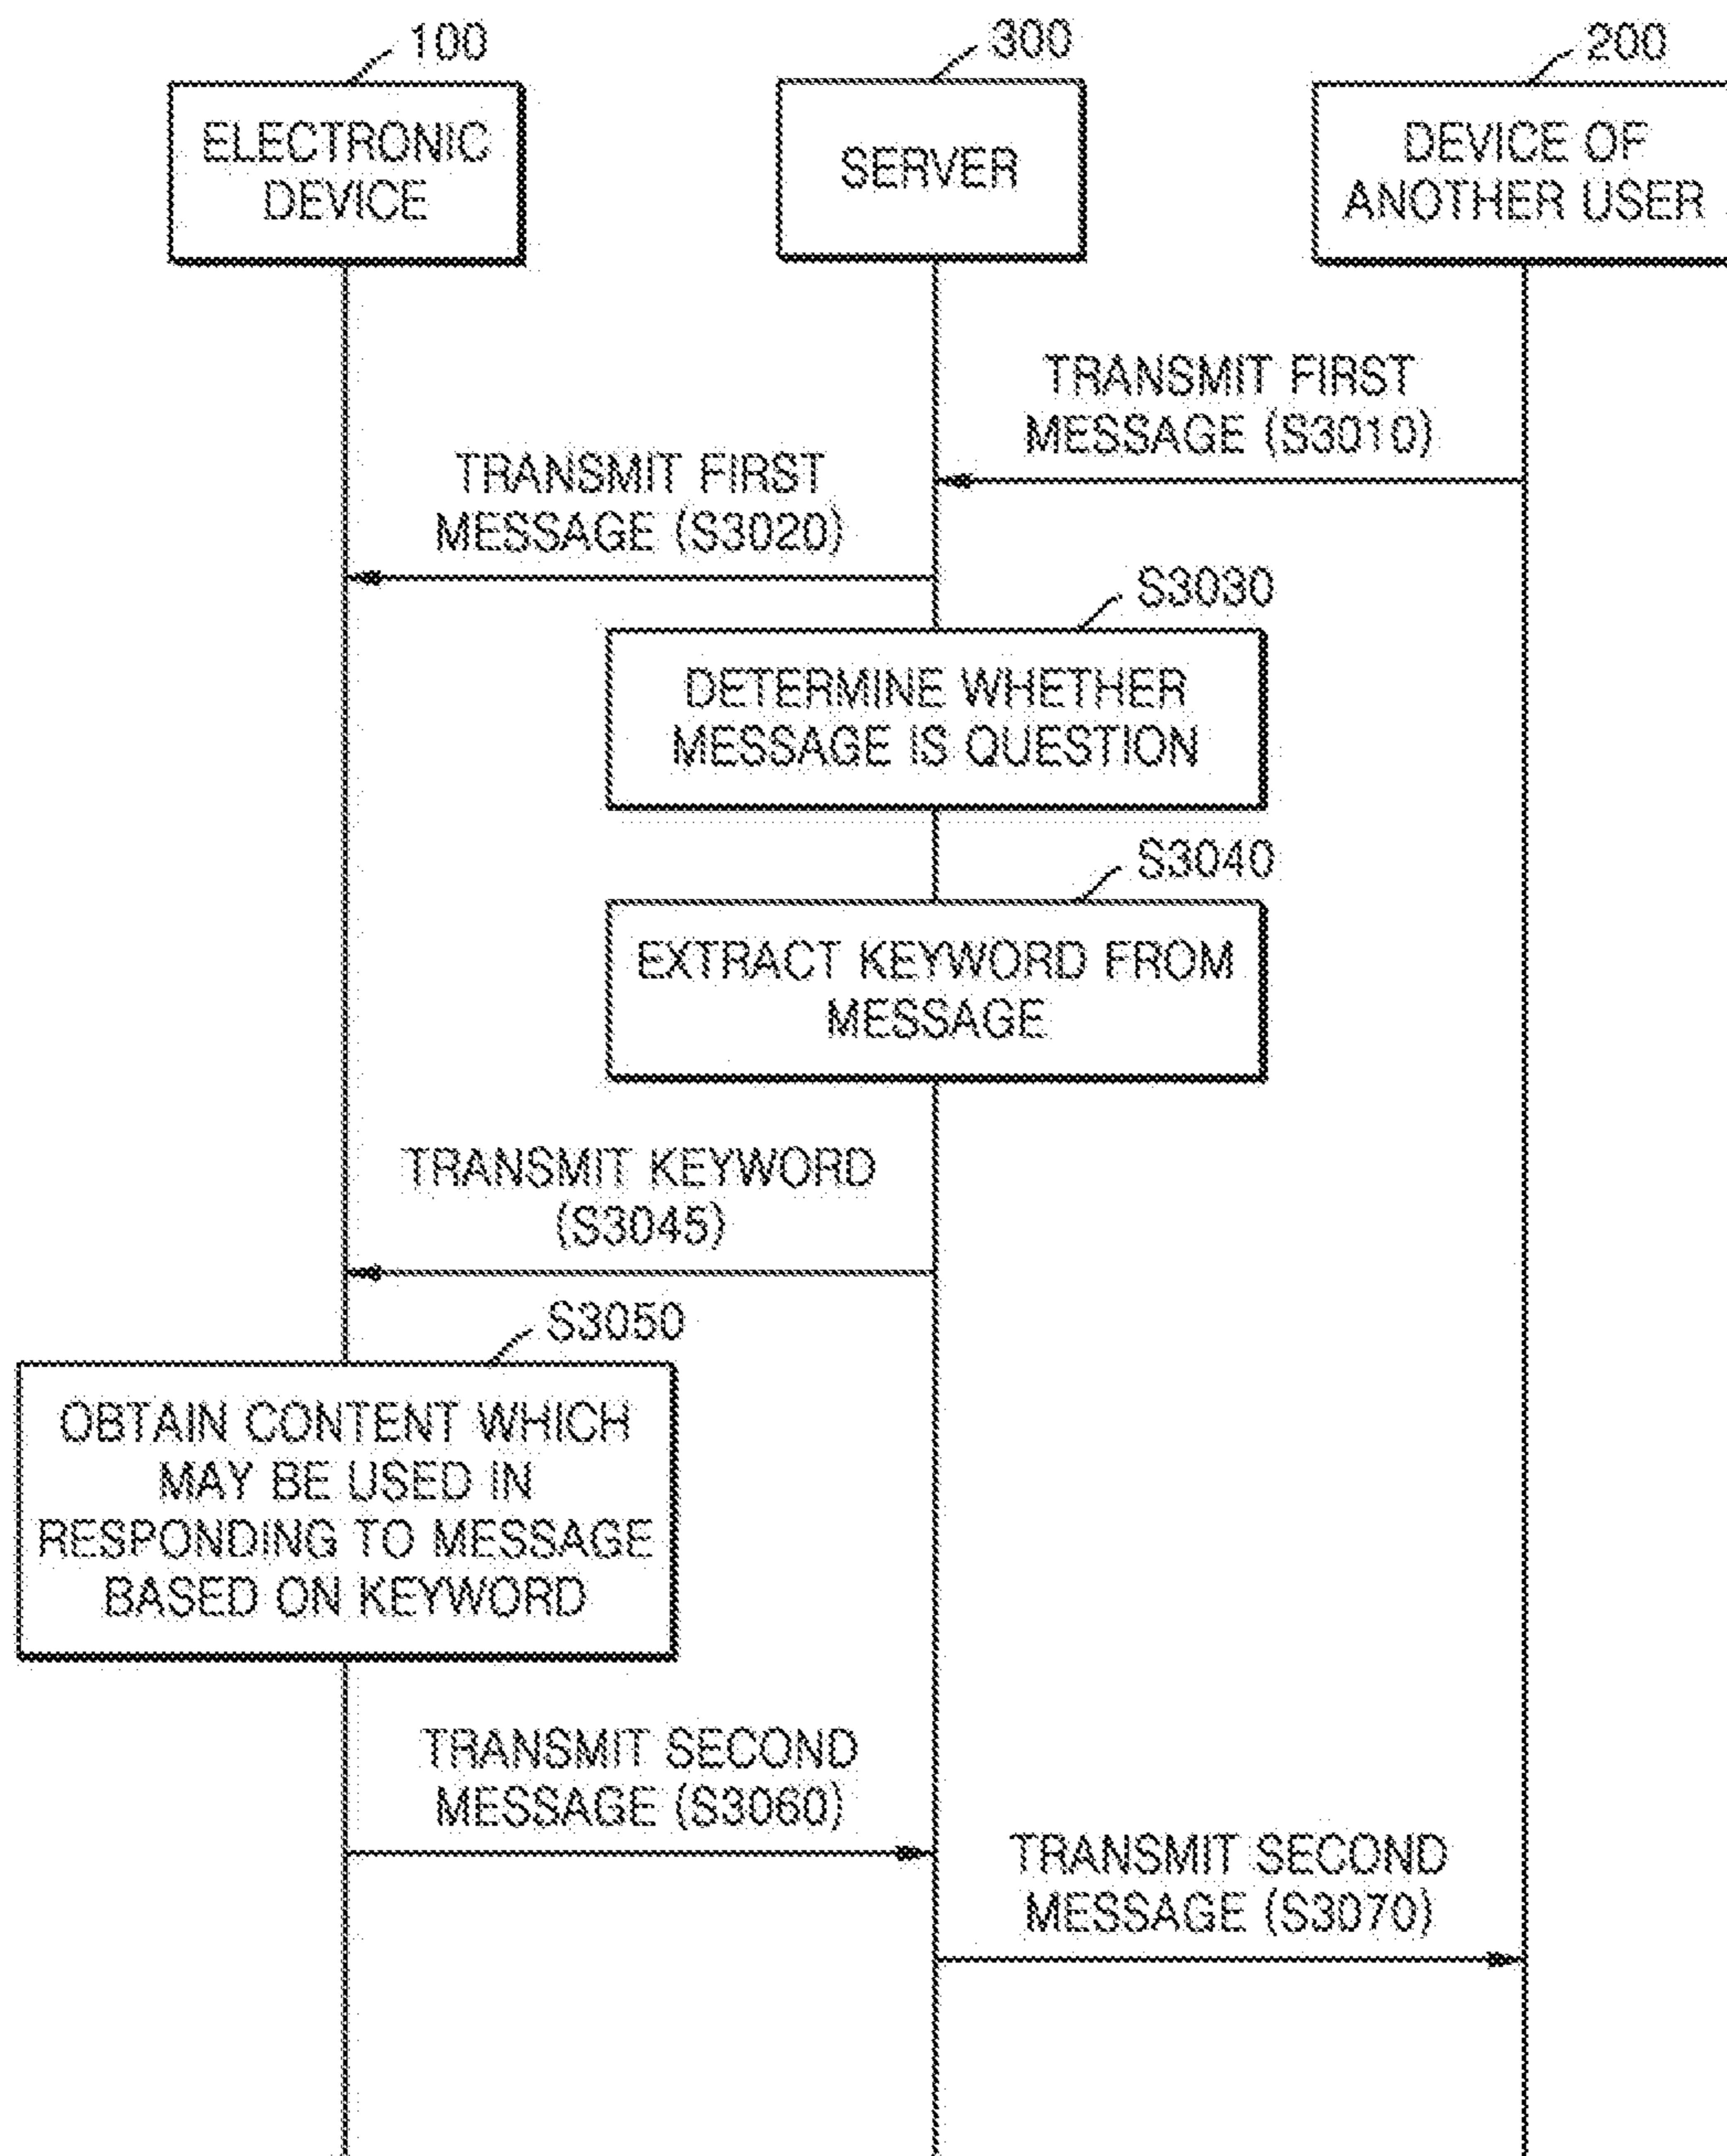 100
300
200
ELECTRONIC
DEVICE
SERVER
DEVICE OF
ANOTHER USER
TRANSMIT FIRST
MESSAGE (S3010)
TRANSMIT FIRST
MESSAGE (S3020)
S3030
DETERMINE WHETHER
MESSAGE IS QUESTION
S3040
EXTRACT KEYWORD FROM
MESSAGE
TRANSMIT KEYWORD
(S3045)
S3050
OBTAIN CONTENT WHICH
MAY BE USED IN
RESPONDING TO MESSAGE
BASED ON KEYWORD
TRANSMIT SECOND
MESSAGE (S3060)
TRANSMIT SECOND
MESSAGE (S3070)